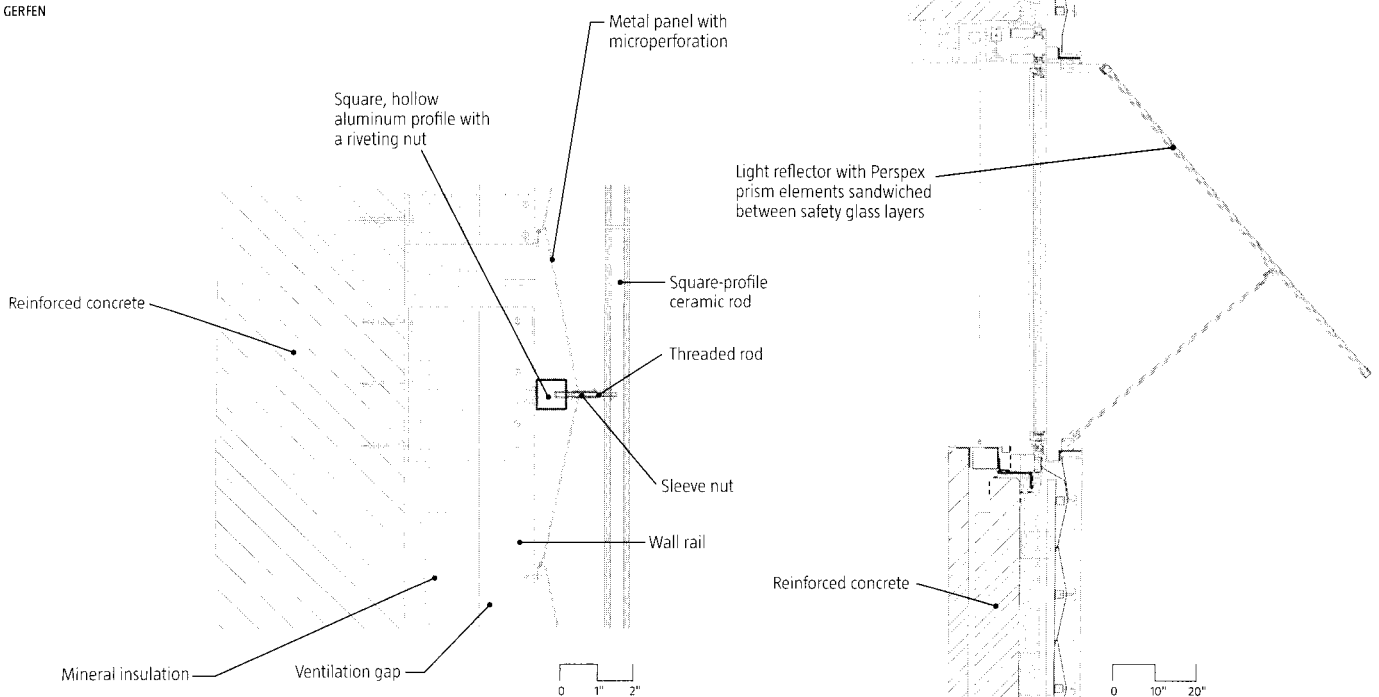 GERFEN
Metal panel with
microperforation
Square, hollow
aluminum profile with
a riveting nut
Light reflector with Perspex
prism elements sandwiched
between safety glass layers
Reinforced concrete
Square-profile
ceramic rod
Threaded rod
Sleeve nut
Wall rail
Reinforced concrete
Mineral insulation
Ventilation gap
0 1" 2"
0 10" 20"